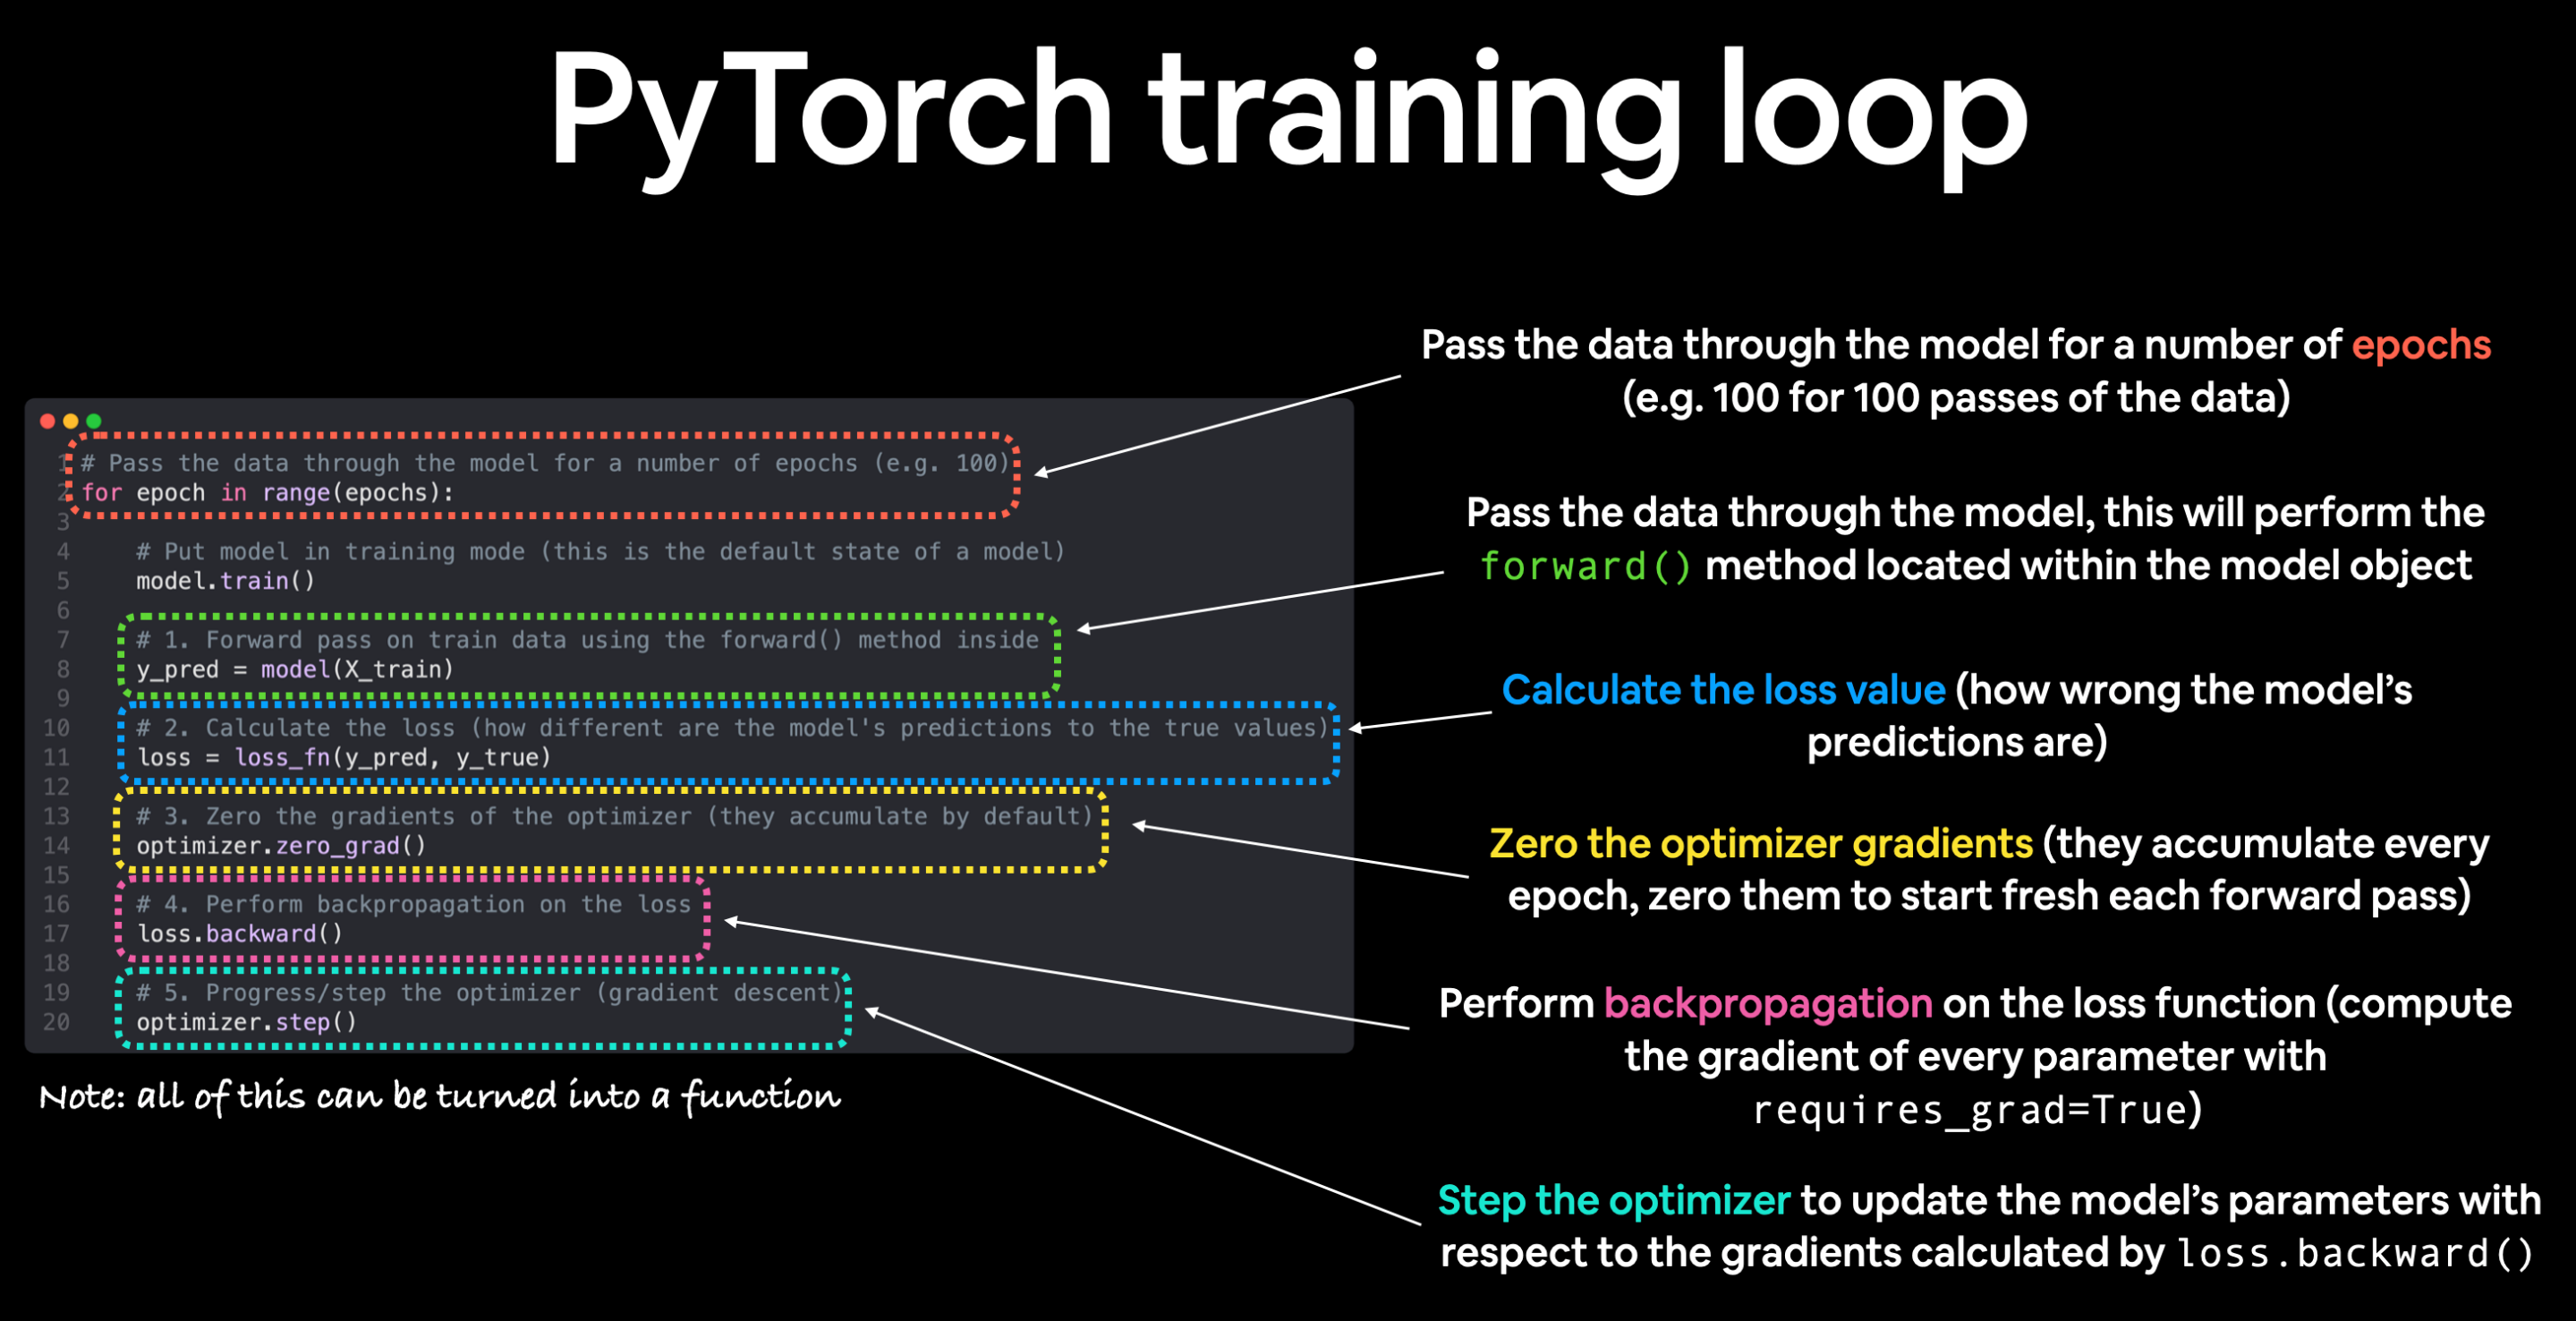 PyTorch training loop
1 # Pass the data through the model for a number of epochs (e.g. 100)
2 for epoch in range(epochs):
3
4 # Put model in training mode (this is the default state of a model)
5 model.train()
6
7 # 1. Forward pass on train data using the forward() method inside
8 y_pred = model(X_train)
9
10 # 2. Calculate the loss (how different are the model's predictions to the true values)
11 loss = loss_fn(y_pred, y_true)
12
13 # 3. Zero the gradients of the optimizer (they accumulate by default)
14 optimizer.zero_grad()
15
16 # 4. Perform backpropagation on the loss
17 loss.backward()
18
19 # 5. Progress/step the optimizer (gradient descent)
20 optimizer.step()
Note: all of this can be turned into a function
Pass the data through the model for a number of epochs
(e.g. 100 for 100 passes of the data)
Pass the data through the model, this will perform the
forward() method located within the model object
Calculate the loss value (how wrong the model’s
predictions are)
Zero the optimizer gradients (they accumulate every
epoch, zero them to start fresh each forward pass)
Perform backpropagation on the loss function (compute
the gradient of every parameter with
requires_grad=True)
Step the optimizer to update the model’s parameters with
respect to the gradients calculated by loss.backward()